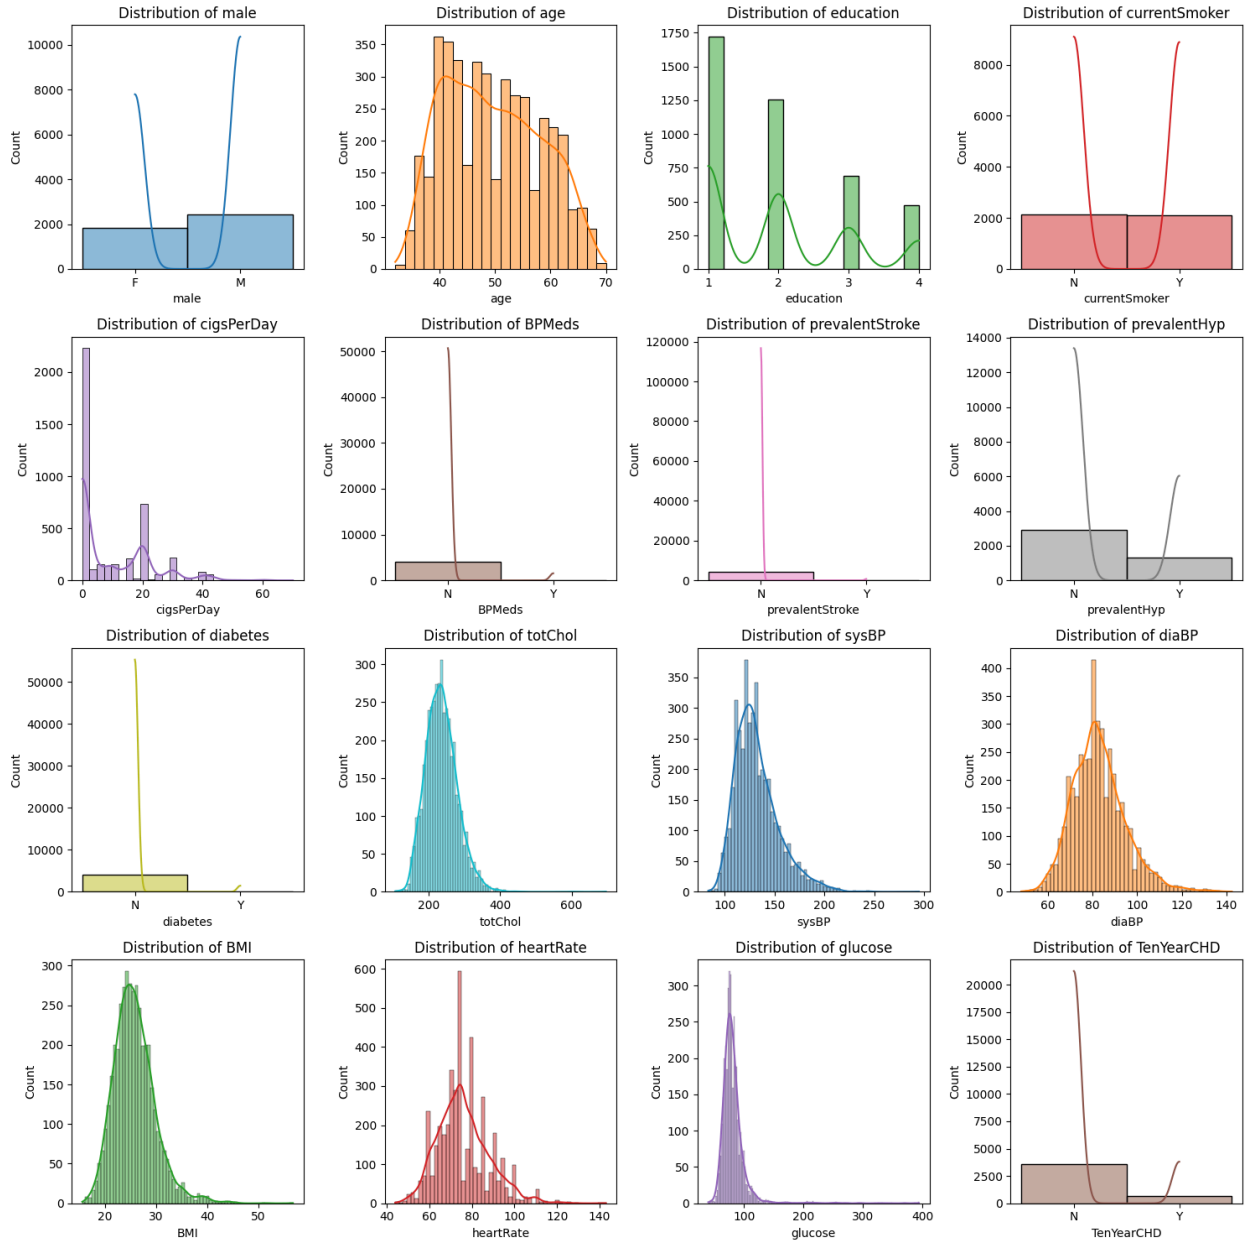 Distribution of male
10000
8000
6000
4000
2000
0
Count
F M
male
Distribution of age
350
300
250
200
150
100
50
0
Count
40 50 60 70
age
Distribution of education
1750
1500
1250
1000
750
500
250
0
Count
1 2 3 4
education
Distribution of currentSmoker
8000
6000
4000
2000
0
Count
N Y
currentSmoker
Distribution of cigsPerDay
2000
1500
1000
500
0
Count
0 20 40 60
cigsPerDay
Distribution of BPMeds
50000
40000
30000
20000
10000
0
Count
N Y
BPMeds
Distribution of prevalentStroke
120000
100000
80000
60000
40000
20000
0
Count
N Y
prevalentStroke
Distribution of prevalentHyp
14000
12000
10000
8000
6000
4000
2000
0
Count
N Y
prevalentHyp
Distribution of diabetes
50000
40000
30000
20000
10000
0
Count
N Y
diabetes
Distribution of totChol
300
250
200
150
100
50
0
Count
200 400 600
totChol
Distribution of sysBP
350
300
250
200
150
100
50
0
Count
100 150 200 250 300
sysBP
Distribution of diaBP
400
350
300
250
200
150
100
50
0
Count
60 80 100 120 140
diaBP
Distribution of BMI
300
250
200
150
100
50
0
Count
20 30 40 50
BMI
Distribution of heartRate
600
500
400
300
200
100
0
Count
40 60 80 100 120 140
heartRate
Distribution of glucose
300
250
200
150
100
50
0
Count
100 200 300 400
glucose
Distribution of TenYearCHD
20000
17500
15000
12500
10000
7500
5000
2500
0
Count
N Y
TenYearCHD